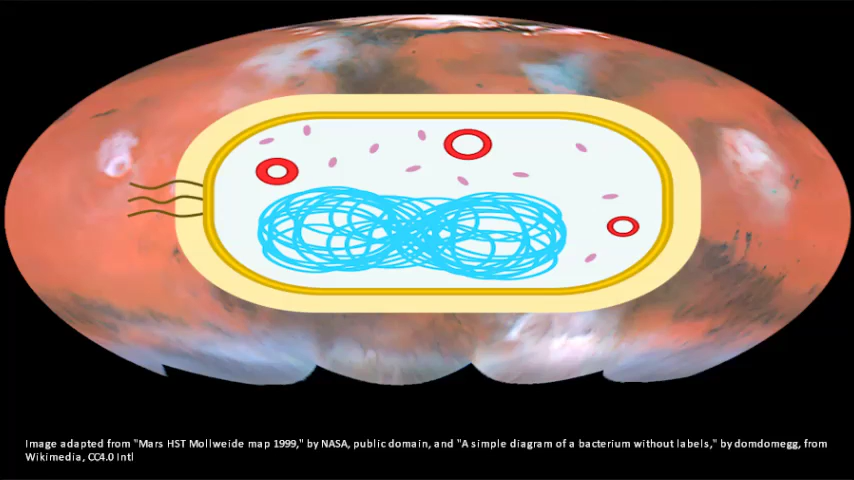 Image adapted from "Mars HST Mollweide map 1999," by NASA, public domain, and "A simple diagram of a bacterium without labels," by domdomegg, from
Wikimedia, CC4.0 Intl